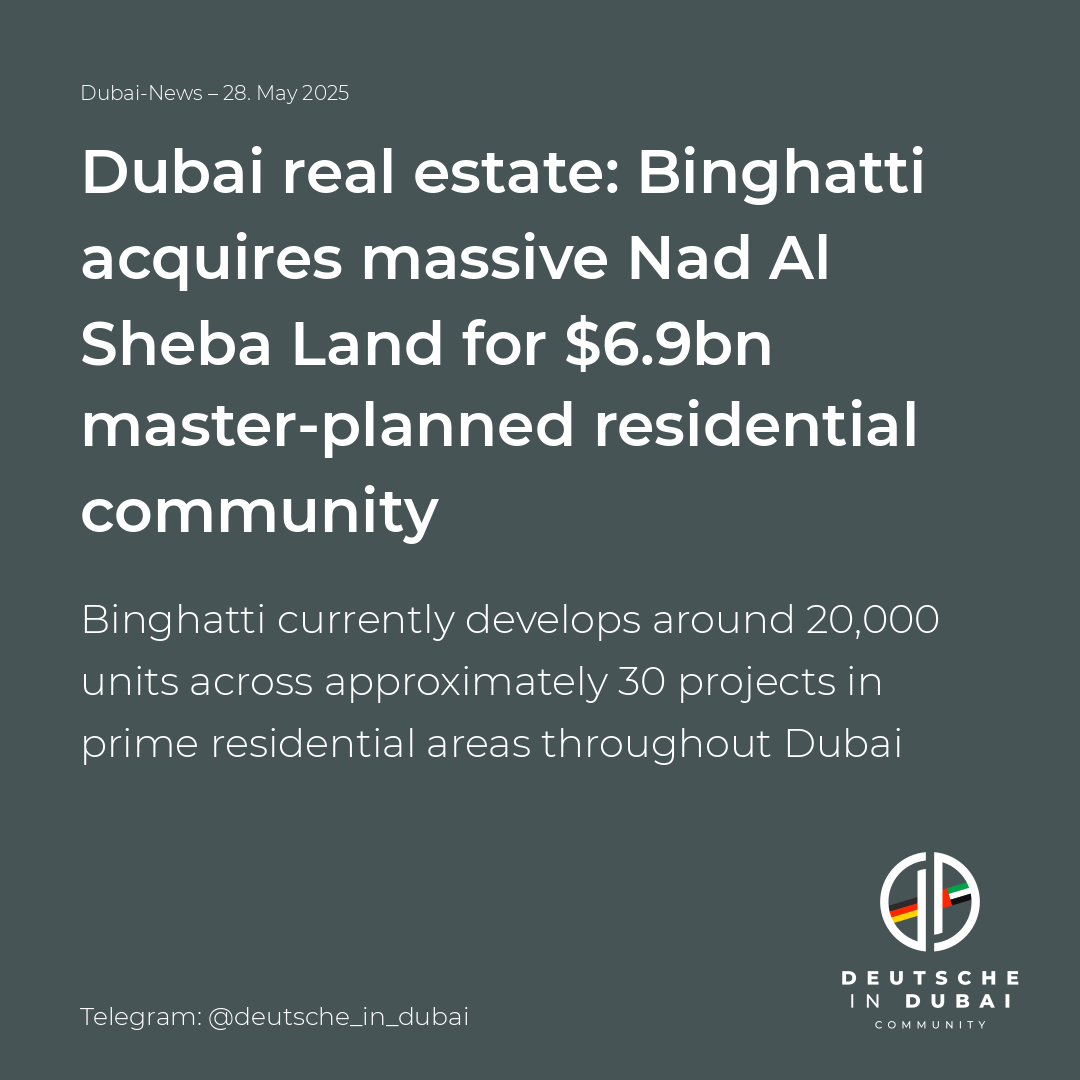 Dubai-News – 28. May 2025
Dubai real estate: Binghatti
acquires massive Nad Al
Sheba Land for $6.9bn
master-planned residential
community
Binghatti currently develops around 20,000
units across approximately 30 projects in
prime residential areas throughout Dubai
DEUTSCHE
IN DUBAI
COMMUNITY
Telegram: @deutsche_in_dubai